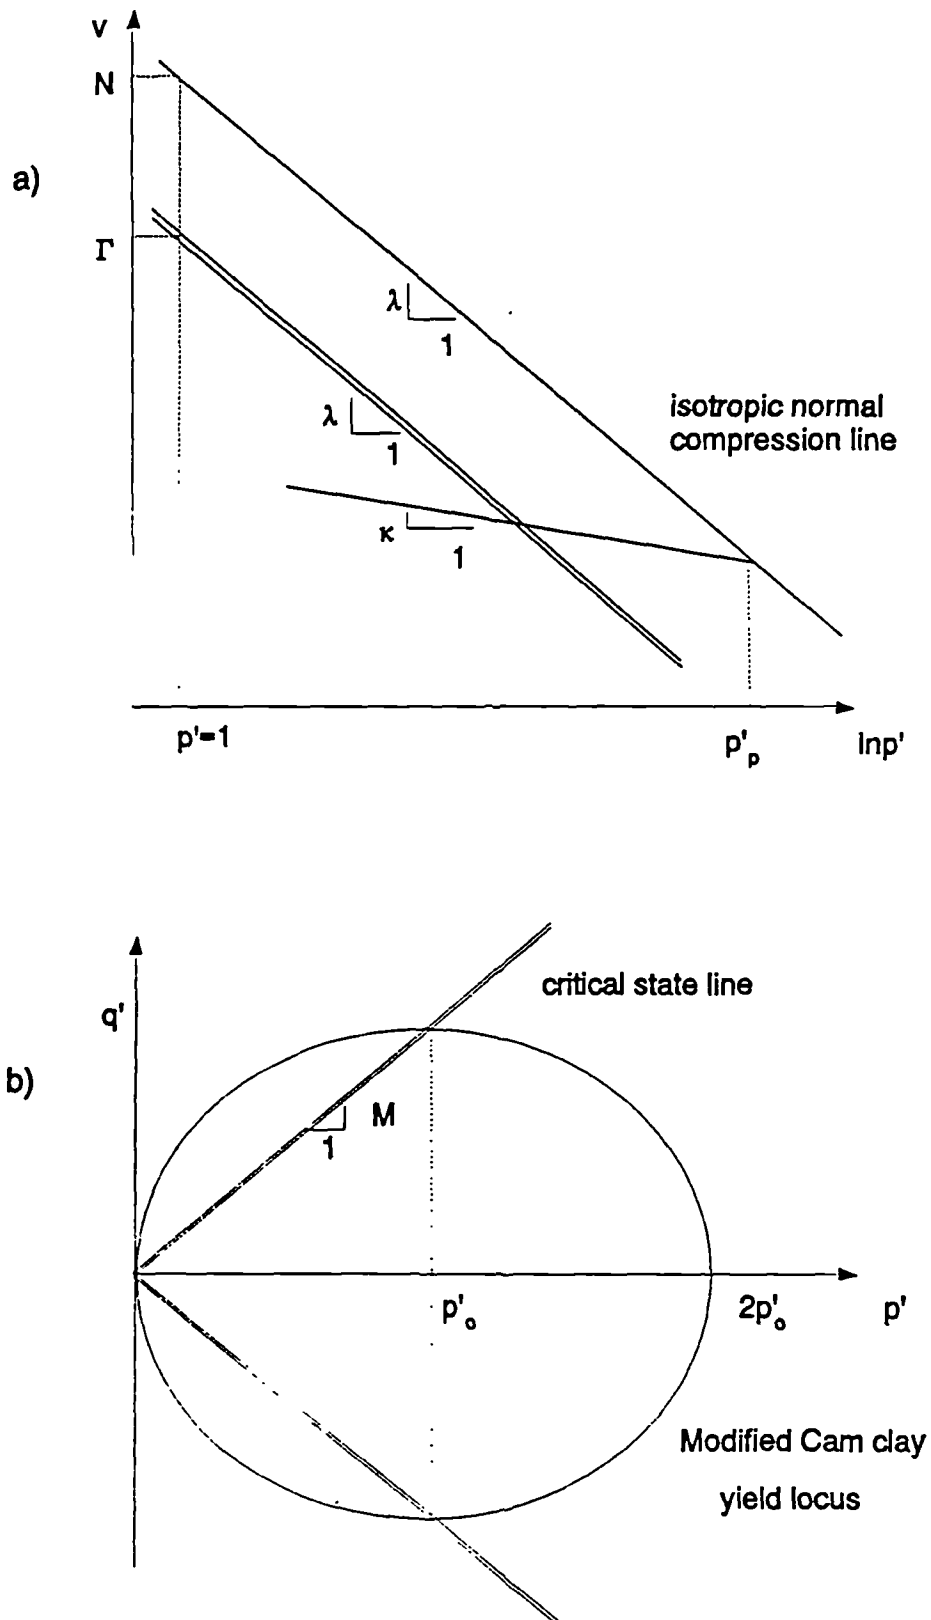 v
N
a)
Γ
λ
1
λ
1
isotropic normal
compression line
κ
1
p'=1
p'p
lnp'
critical state line
q'
b)
M
1
p'o
2p'o
p'
Modified Cam clay
yield locus